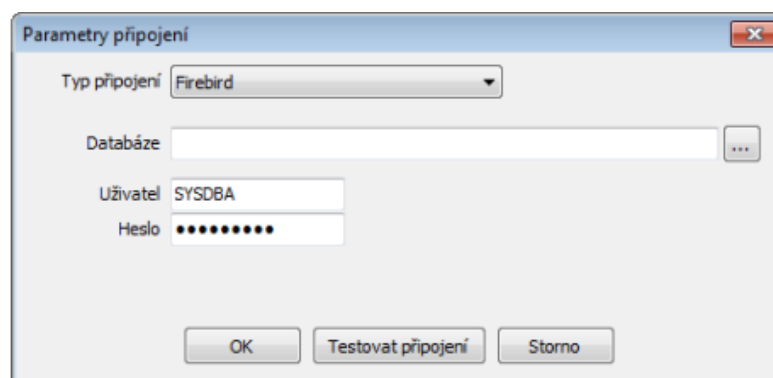 Parametry připojení
Typ připojení Firebird
Databáze ...
Uživatel SYSDBA
Heslo •••••••••
OK Testovat připojení Storno